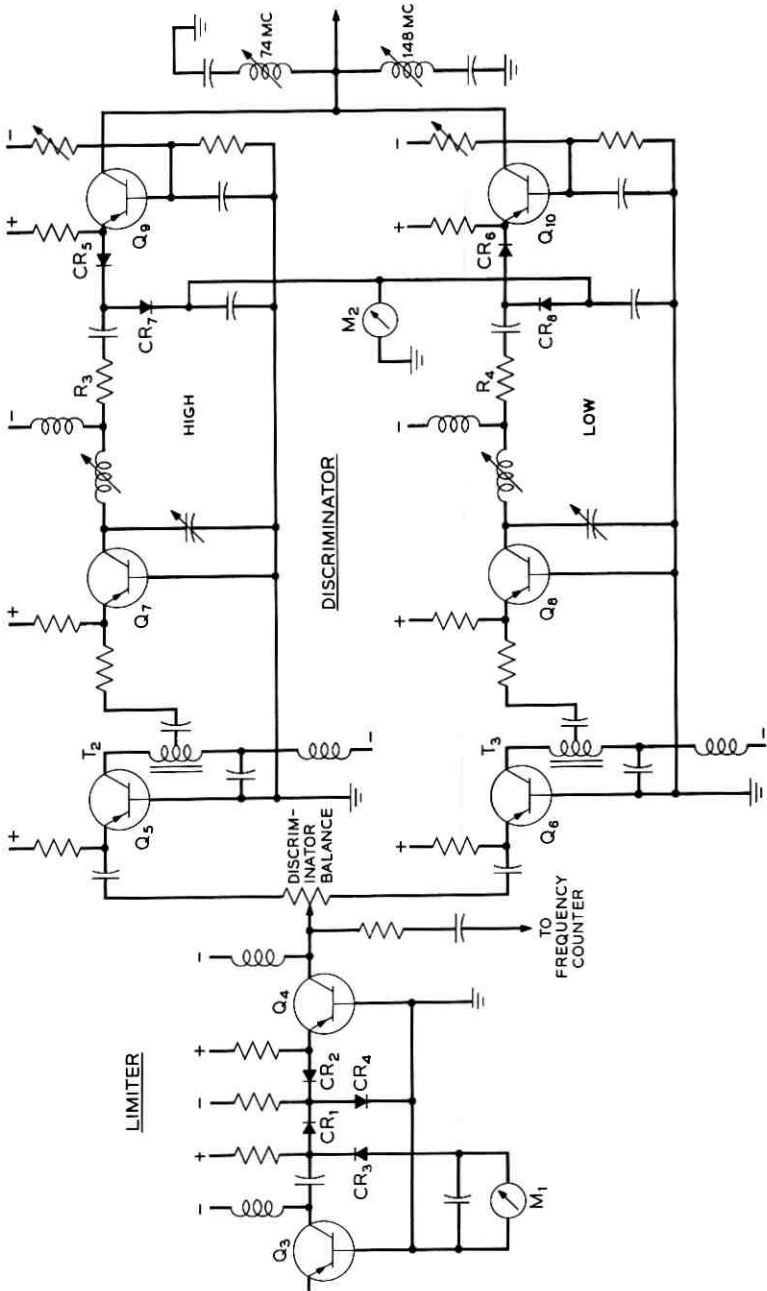 LIMITER
DISCRIMINATOR
HIGH
LOW
+
+
+
−
−
−
T2
Q5
Q7
R3
CR5
CR7
Q9
74 MC
148 MC
M2
−
−
+
−
+
Q3
CR1
CR2
CR3
CR4
Q4
M1
DISCRIM-
INATOR
BALANCE
TO
FREQUENCY
COUNTER
+
+
+
−
−
−
T3
Q6
Q8
R4
CR6
CR8
Q10